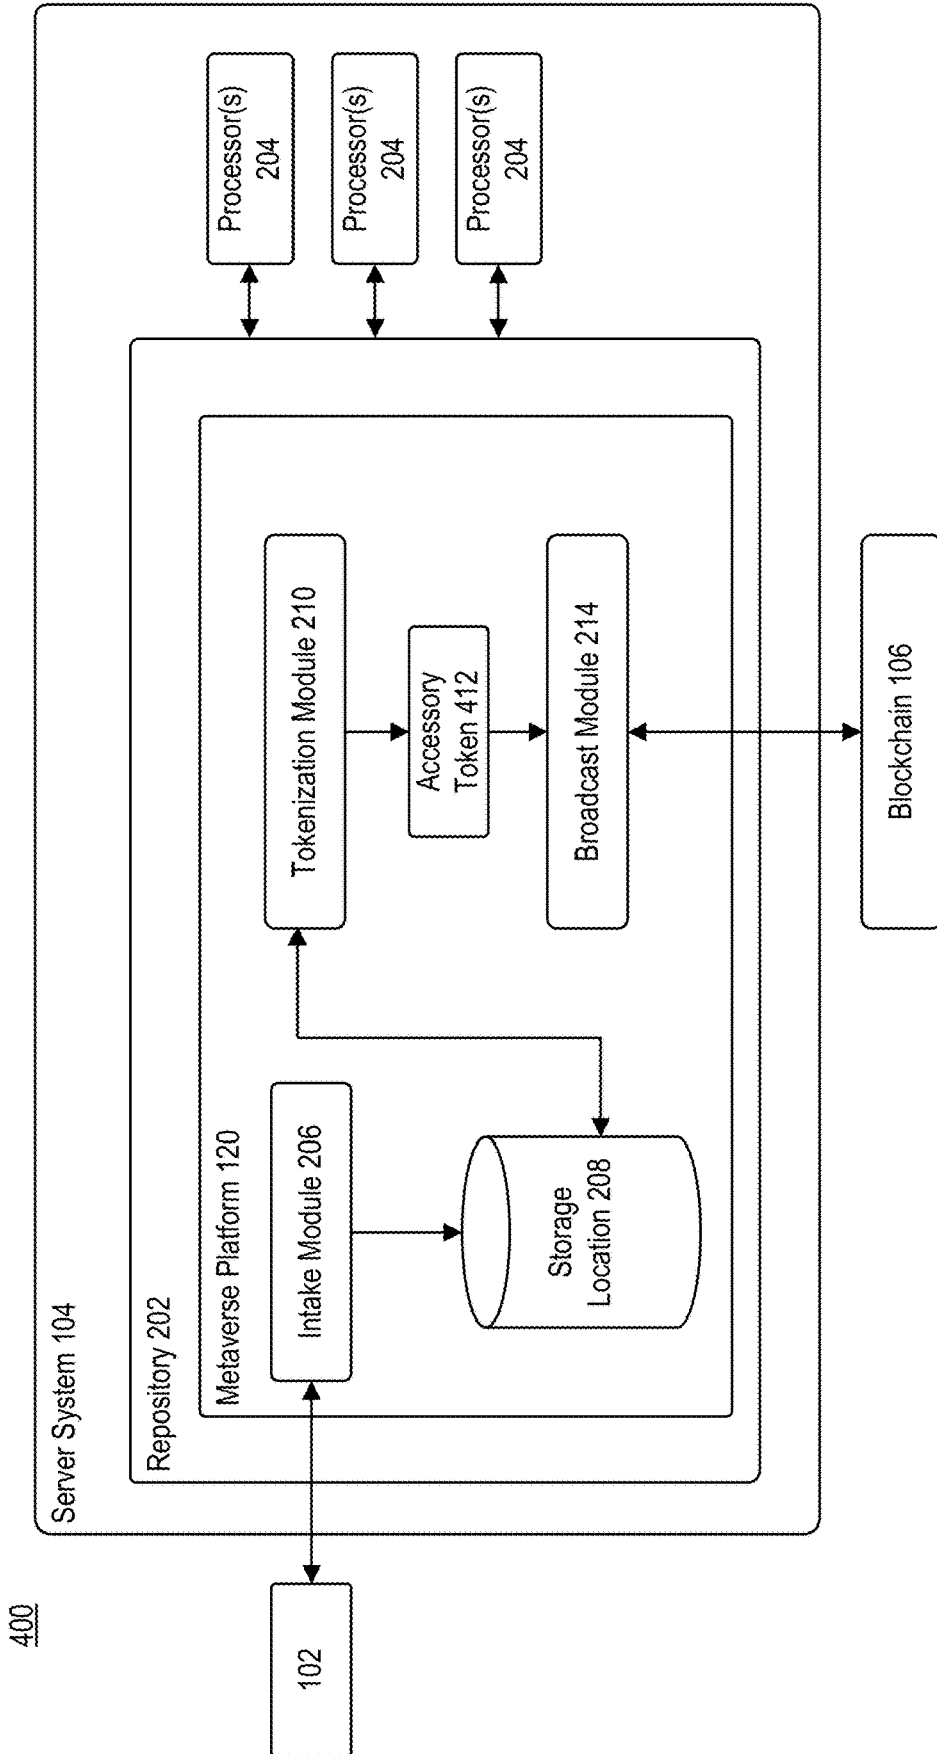 400
Server System 104
Repository 202
Metaverse Platform 120
102
Intake Module 206
Storage
Location 208
Tokenization Module 210
Accessory
Token 412
Broadcast Module 214
Blockchain 106
Processor(s)
204
Processor(s)
204
Processor(s)
204